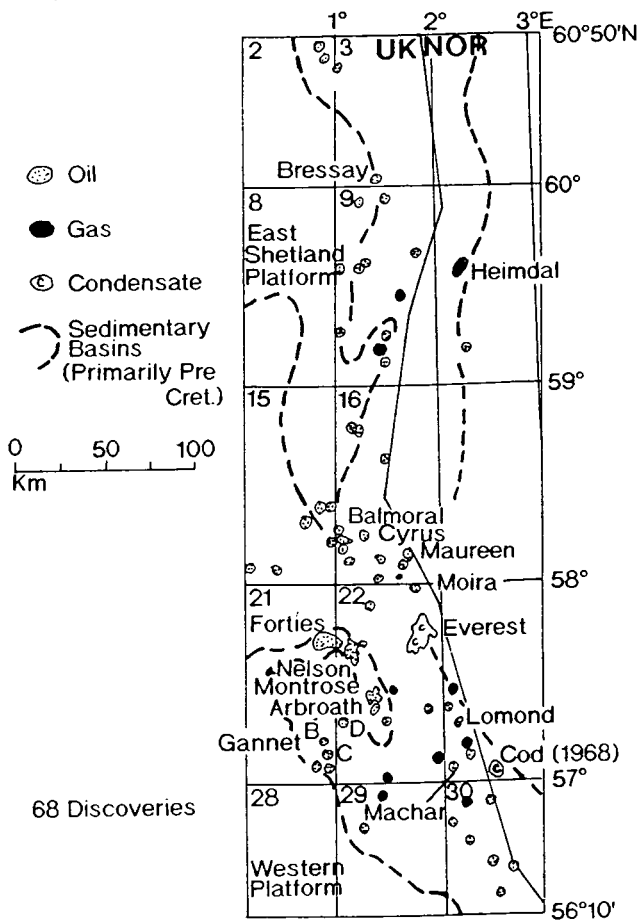 1° 2° 3°E
60°50'N
2 3 UK NOR
Oil
Bressay
60°
8 9
Gas
East
Shetland
Platform
Heimdal
C Condensate
Sedimentary
Basins
(Primarily Pre
Cret.)
59°
15 16
0 50 100
Km
Balmoral
Cyrus
Maureen
Moira
58°
21 22
Forties
Everest
C
C
Nelson
Montrose
Arbroath
Lomond
B D
Gannet
C
Cod (1968)
C
57°
28 29 30
68 Discoveries
Machar
Western
Platform
56°10'